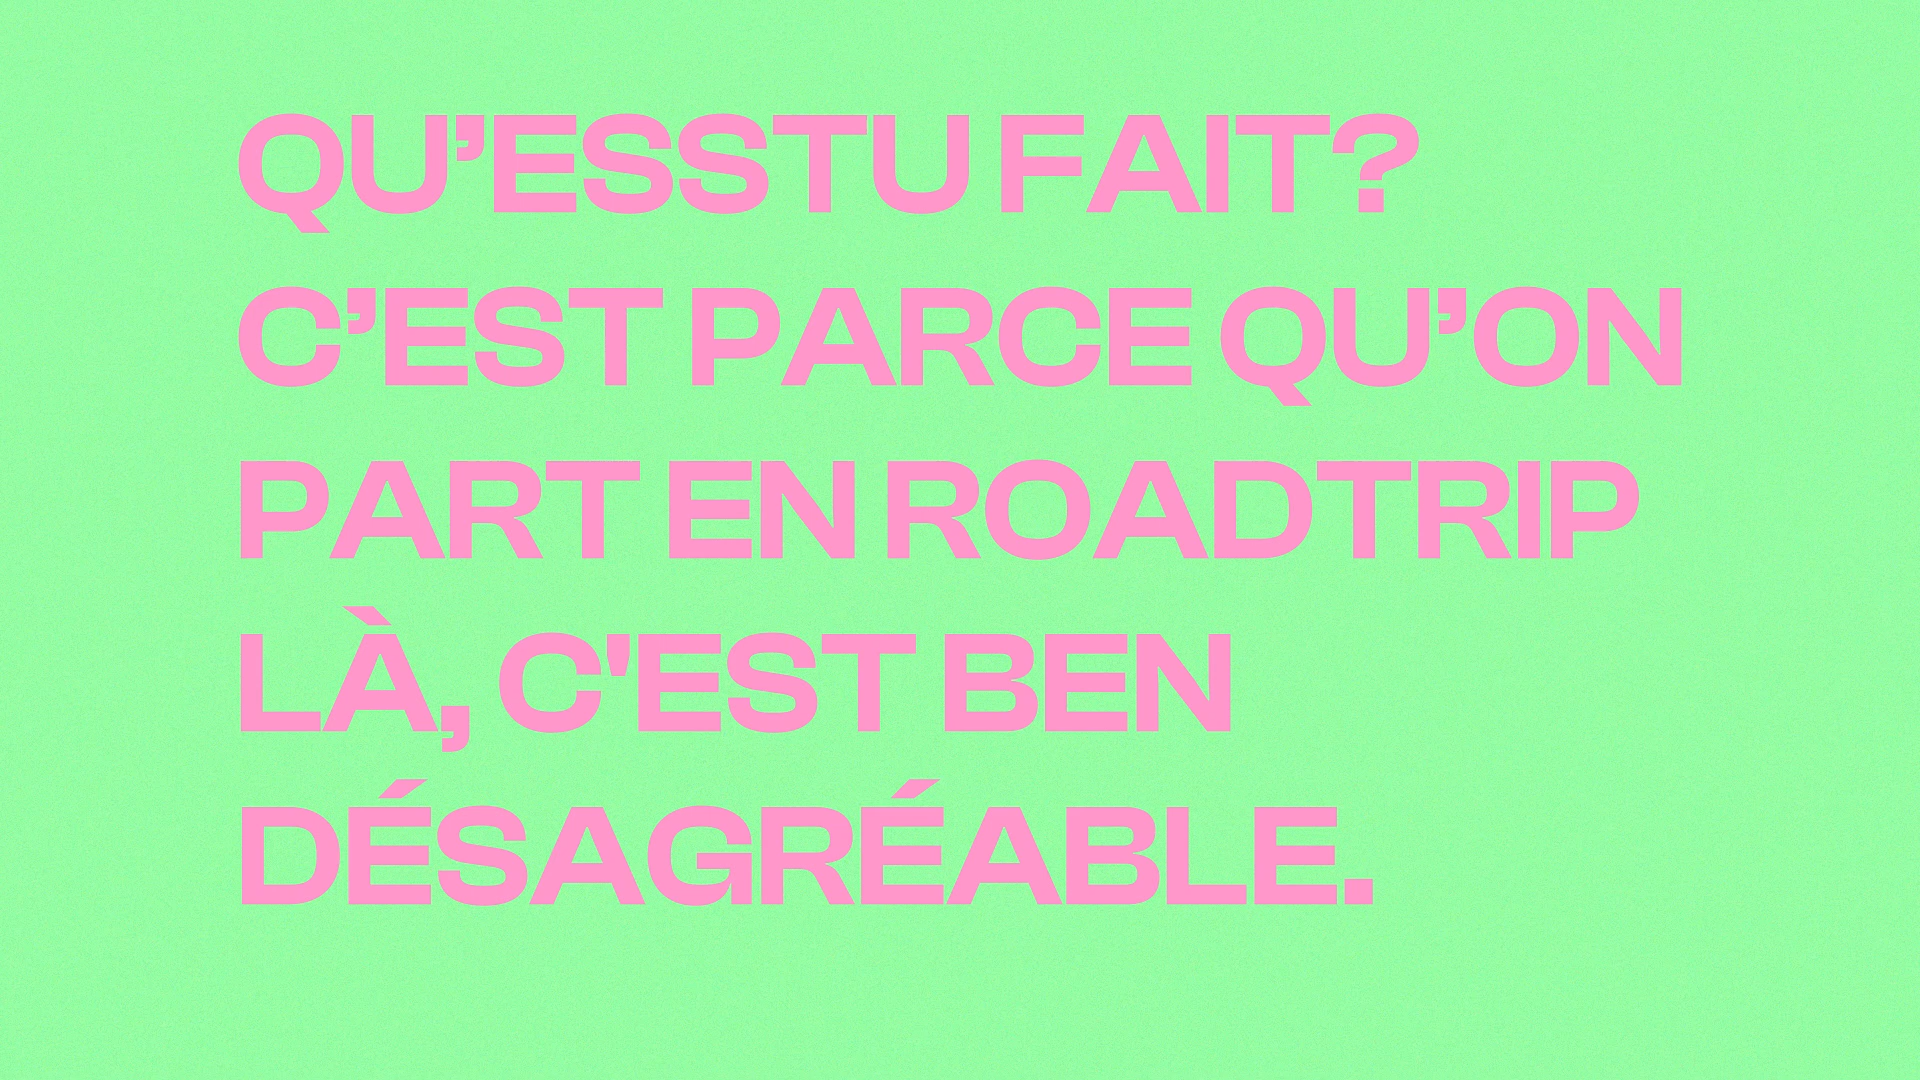 QU’ESSTU FAIT?
C’EST PARCE QU’ON
PART EN ROADTRIP
LÀ, C'EST BEN
DÉSAGRÉABLE.